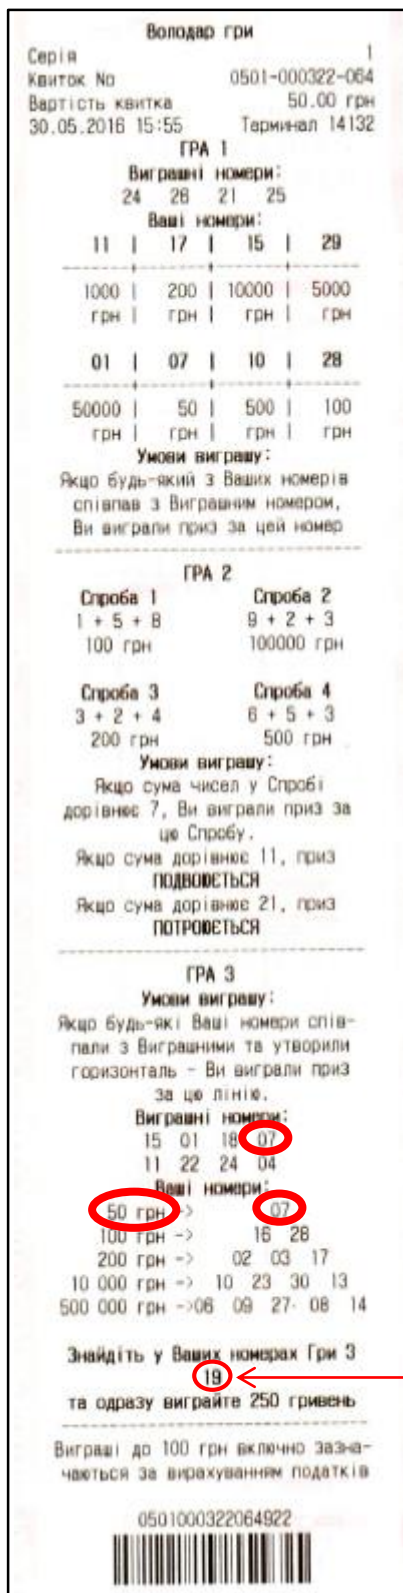 Володар гри
Серія 1
Квиток No 0501-000322-064
Вартість квитка 50.00 грн
30.05.2016 15:55 Термінал 14132
ГРА 1
Виграшні номери:
24 26 21 25
Ваші номери:
11 | 17 | 15 | 29
1000 | 200 | 10000 | 5000
грн | грн | грн | грн
01 | 07 | 10 | 28
50000 | 50 | 500 | 100
грн | грн | грн | грн
Умови виграшу:
Якщо будь-який з Ваших номерів
співпав з Виграшним номером,
Ви виграли приз за цей номер
ГРА 2
Спроба 1 Спроба 2
1 + 5 + 8 9 + 2 + 3
100 грн 100000 грн
Спроба 3 Спроба 4
3 + 2 + 4 6 + 5 + 3
200 грн 500 грн
Умови виграшу:
Якщо сума чисел у Спробі
дорівнює 7, Ви виграли приз за
цю Спробу.
Якщо сума дорівнює 11, приз
ПОДВОЮЄТЬСЯ
Якщо сума дорівнює 21, приз
ПОТРОЮЄТЬСЯ
ГРА 3
Умови виграшу:
Якщо будь-які Ваші номери спів-
пали з Виграшними та утворили
горизонталь - Ви виграли приз
за цю лінію.
Виграшні номери:
15 01 18 07
11 22 24 04
Ваші номери:
50 грн -> 07
100 грн -> 16 28
200 грн -> 02 03 17
10 000 грн -> 10 23 30 13
500 000 грн ->06 09 27 08 14
Знайдіть у Ваших номерах Гри 3
19
та одразу виграйте 250 гривень
Виграші до 100 грн включно зазна-
чаються за вирахуванням податків
0501000322064922